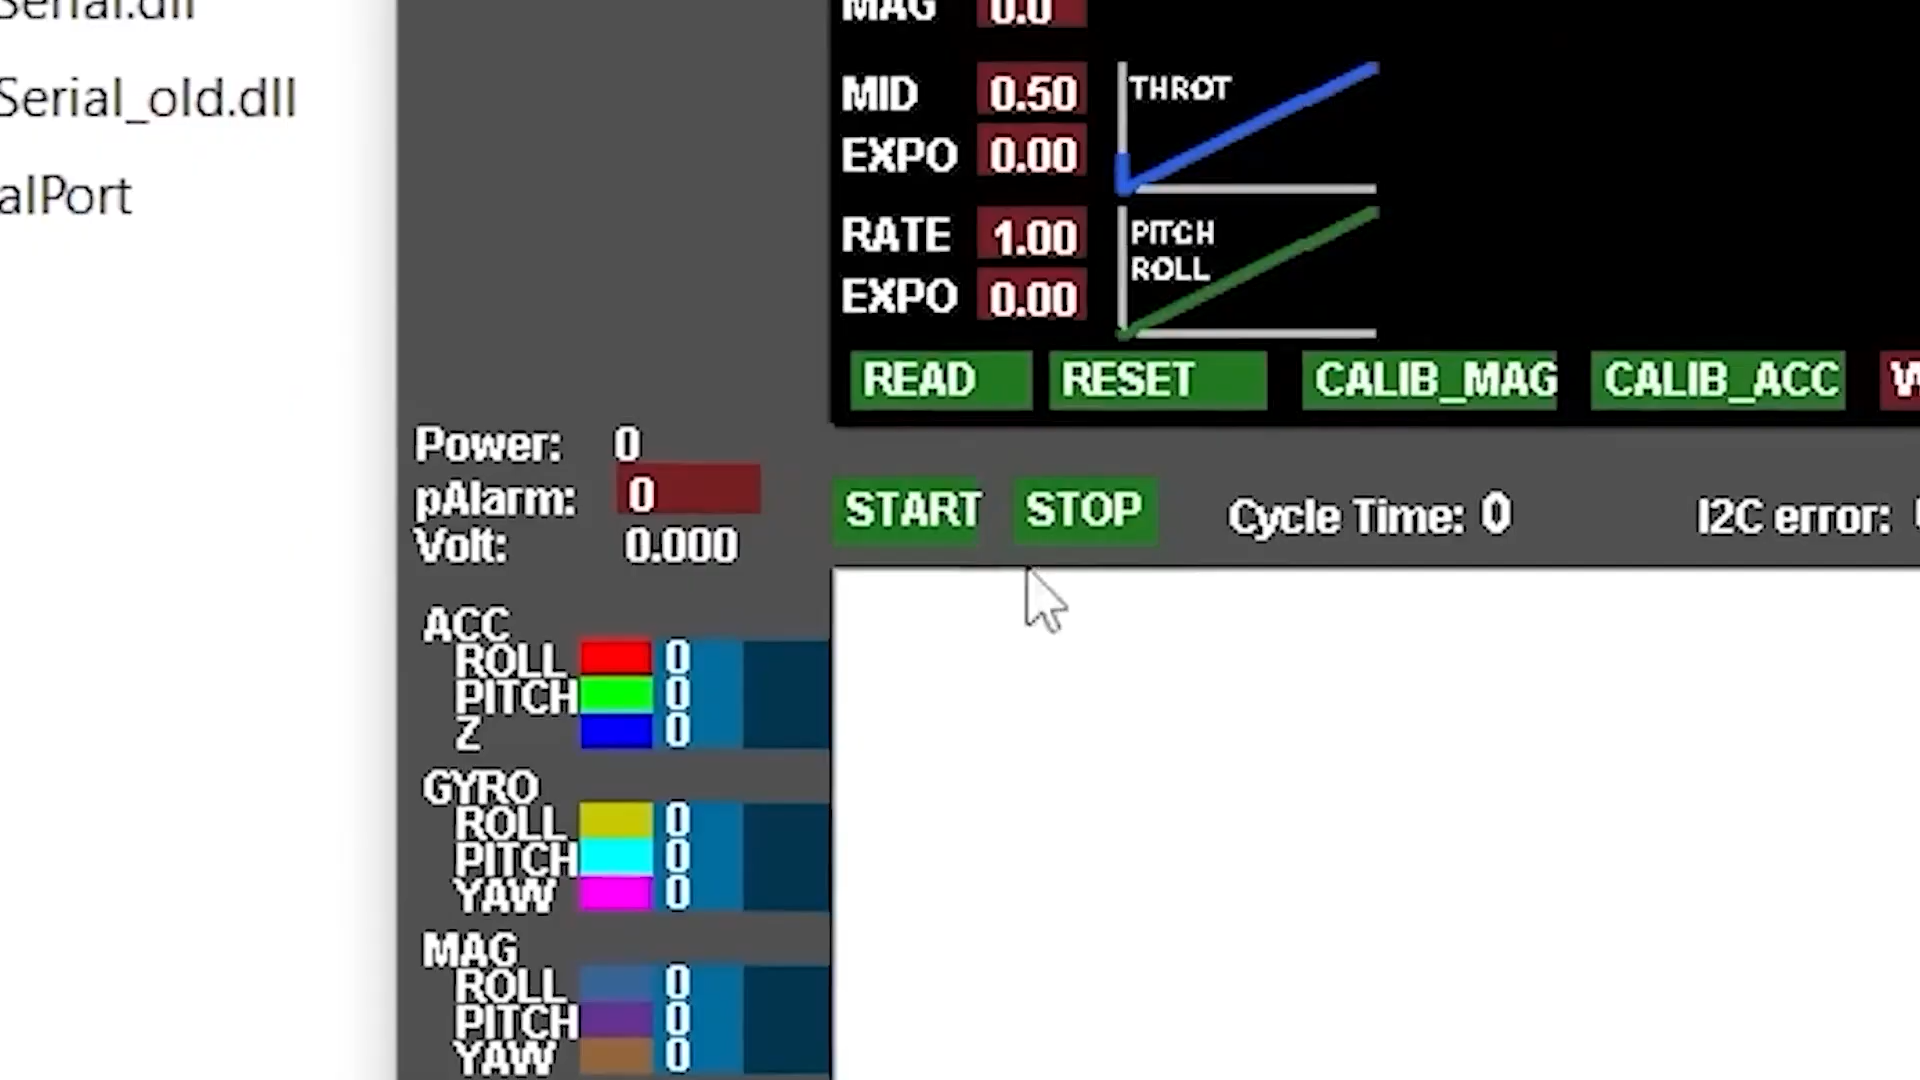 Serial.dll
Serial_old.dll
alPort
MAG 0.0
MID 0.50
EXPO 0.00
THROT
RATE 1.00
EXPO 0.00
PITCH
ROLL
READ RESET CALIB_MAG CALIB_ACC
Power: 0
pAlarm: 0
Volt: 0.000
START STOP Cycle Time: 0 I2C error:
ACC
ROLL 0
PITCH 0
Z 0
GYRO
ROLL 0
PITCH 0
YAW 0
MAG
ROLL 0
PITCH 0
YAW 0